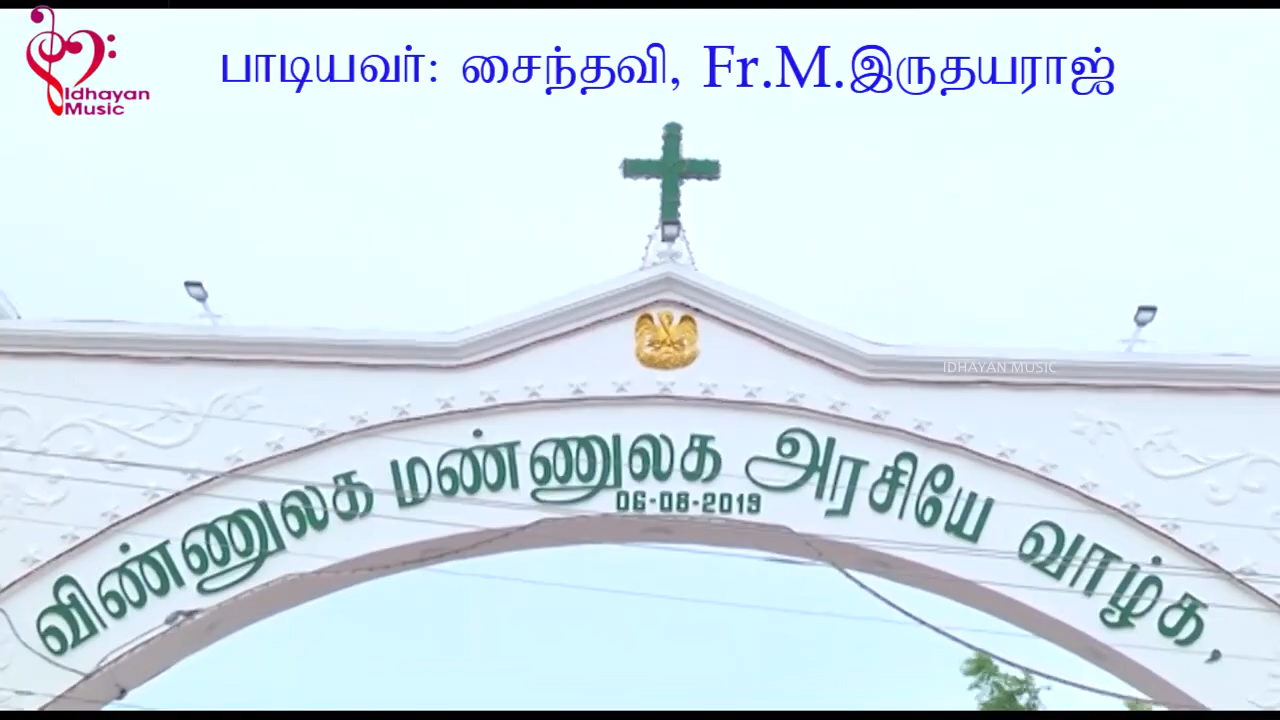 பாடியவர்: சைந்தவி, Fr.M.இருதயராஜ்
Idhayan
Music
IDHAYAN MUSIC
விண்ணுலக மண்ணுலக அரசியே வாழ்க,
06-08-2019